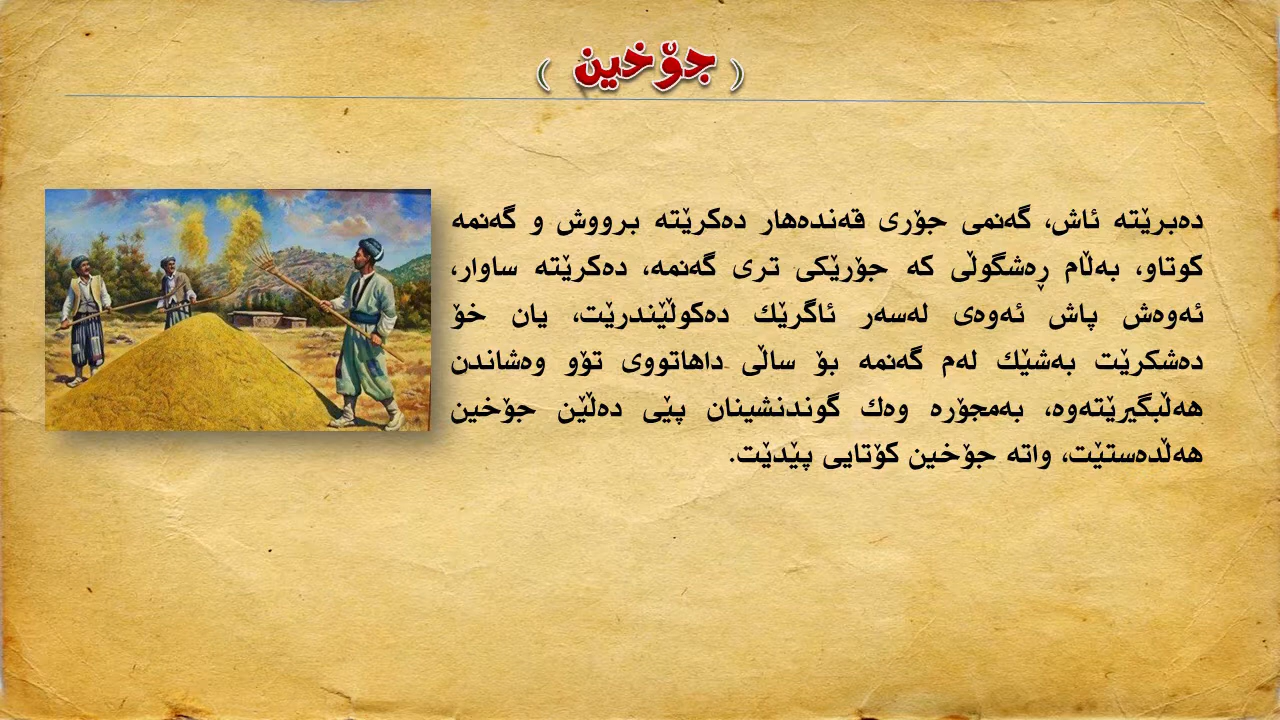 ( جۆخین )
دەبرێتە ئاش، گەنمی جۆری قەندەهار دەکرێتە برووش و گەنمە
کوتاو، بەڵام ڕەشگوڵی کە جۆرێکی تری گەنمە، دەکرێتە ساوار،
ئەوەش پاش ئەوەی لەسەر ئاگرێك دەکوڵێندرێت، یان خۆ
دەشکرێت بەشێك لەم گەنمە بۆ ساڵی داهاتووی تۆو وەشاندن
هەڵبگیرێتەوە، بەمجۆرە وەك گوندنشینان پێی دەڵێن جۆخین
هەڵدەستێت، واتە جۆخین کۆتایی پێدێت.